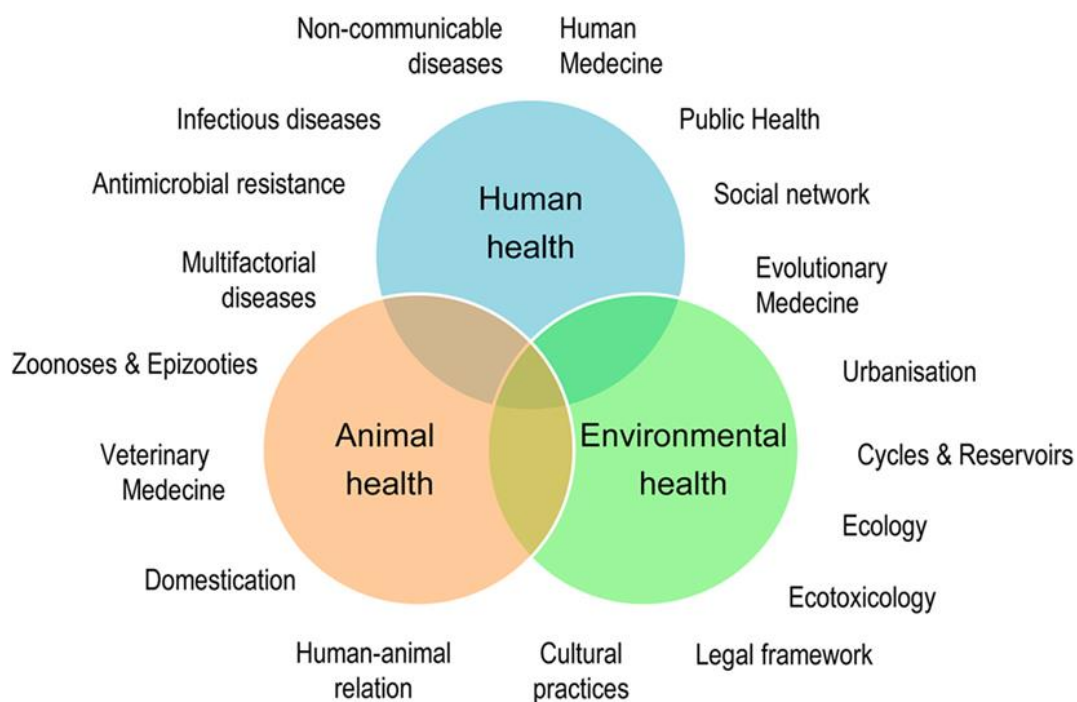 Non-communicable
diseases
Human
Medecine
Infectious diseases
Public Health
Antimicrobial resistance
Social network
Human
health
Multifactorial
diseases
Evolutionary
Medecine
Zoonoses & Epizooties
Urbanisation
Animal
health
Environmental
health
Veterinary
Medecine
Cycles & Reservoirs
Ecology
Domestication
Ecotoxicology
Human-animal
relation
Cultural
practices
Legal framework